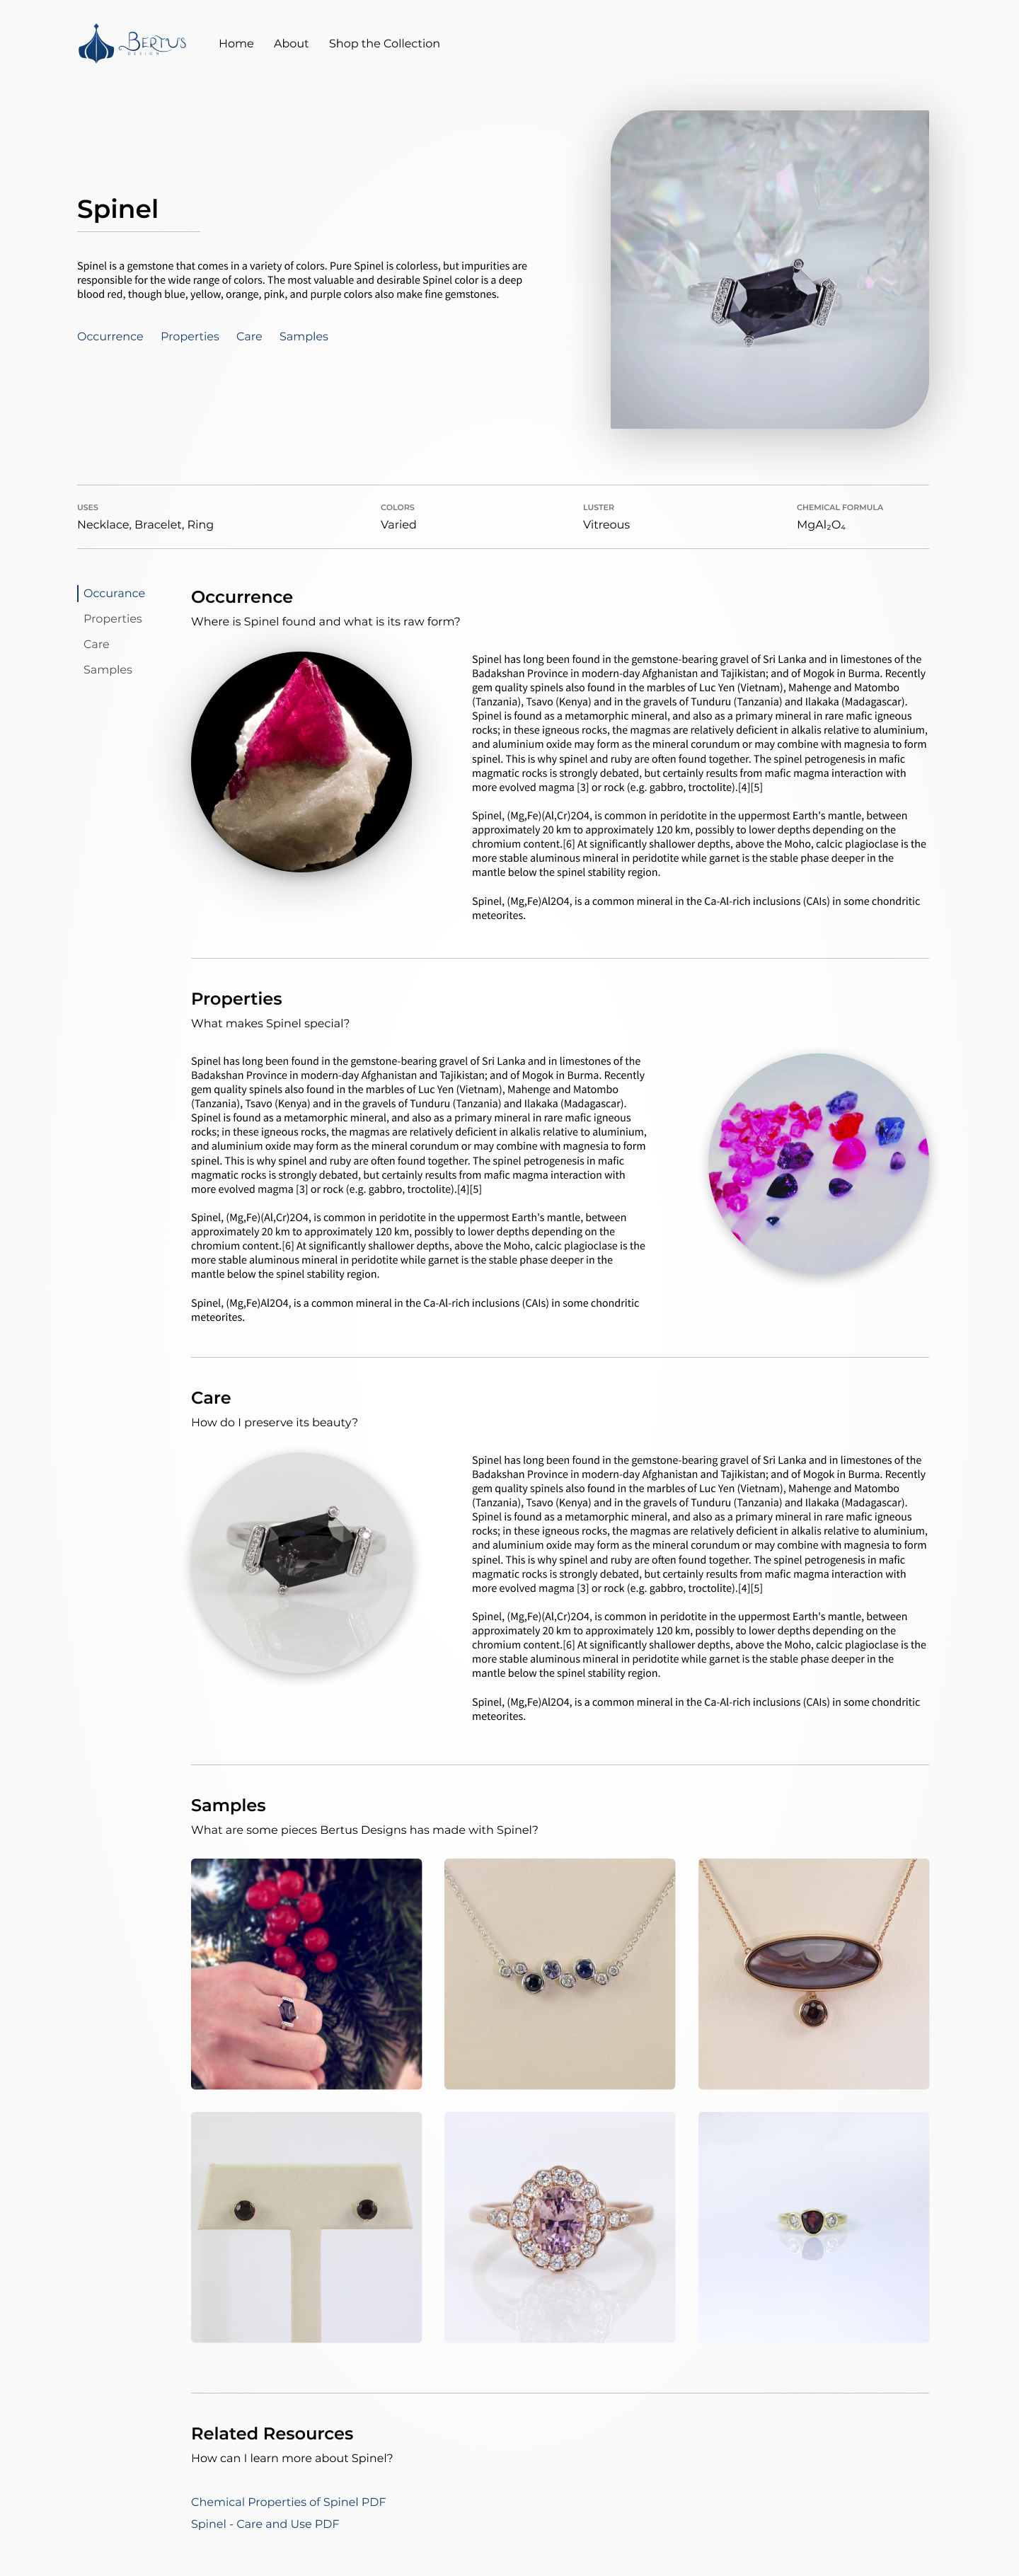 BERTUS
DESIGN
Home About Shop the Collection
Spinel
Spinel is a gemstone that comes in a variety of colors. Pure Spinel is colorless, but impurities are
responsible for the wide range of colors. The most valuable and desirable Spinel color is a deep
blood red, though blue, yellow, orange, pink, and purple colors also make fine gemstones.
Occurrence Properties Care Samples
USES
Necklace, Bracelet, Ring
COLORS
Varied
LUSTER
Vitreous
CHEMICAL FORMULA
MgAl₂O₄
Occurance
Properties
Care
Samples
Occurrence
Where is Spinel found and what is its raw form?
Spinel has long been found in the gemstone-bearing gravel of Sri Lanka and in limestones of the
Badakshan Province in modern-day Afghanistan and Tajikistan; and of Mogok in Burma. Recently
gem quality spinels also found in the marbles of Luc Yen (Vietnam), Mahenge and Matombo
(Tanzania), Tsavo (Kenya) and in the gravels of Tunduru (Tanzania) and Ilakaka (Madagascar).
Spinel is found as a metamorphic mineral, and also as a primary mineral in rare mafic igneous
rocks; in these igneous rocks, the magmas are relatively deficient in alkalis relative to aluminium,
and aluminium oxide may form as the mineral corundum or may combine with magnesia to form
spinel. This is why spinel and ruby are often found together. The spinel petrogenesis in mafic
magmatic rocks is strongly debated, but certainly results from mafic magma interaction with
more evolved magma [3] or rock (e.g. gabbro, troctolite).[4][5]
Spinel, (Mg,Fe)(Al,Cr)2O4, is common in peridotite in the uppermost Earth's mantle, between
approximately 20 km to approximately 120 km, possibly to lower depths depending on the
chromium content.[6] At significantly shallower depths, above the Moho, calcic plagioclase is the
more stable aluminous mineral in peridotite while garnet is the stable phase deeper in the
mantle below the spinel stability region.
Spinel, (Mg,Fe)Al2O4, is a common mineral in the Ca-Al-rich inclusions (CAIs) in some chondritic
meteorites.
Properties
What makes Spinel special?
Spinel has long been found in the gemstone-bearing gravel of Sri Lanka and in limestones of the
Badakshan Province in modern-day Afghanistan and Tajikistan; and of Mogok in Burma. Recently
gem quality spinels also found in the marbles of Luc Yen (Vietnam), Mahenge and Matombo
(Tanzania), Tsavo (Kenya) and in the gravels of Tunduru (Tanzania) and Ilakaka (Madagascar).
Spinel is found as a metamorphic mineral, and also as a primary mineral in rare mafic igneous
rocks; in these igneous rocks, the magmas are relatively deficient in alkalis relative to aluminium,
and aluminium oxide may form as the mineral corundum or may combine with magnesia to form
spinel. This is why spinel and ruby are often found together. The spinel petrogenesis in mafic
magmatic rocks is strongly debated, but certainly results from mafic magma interaction with
more evolved magma [3] or rock (e.g. gabbro, troctolite).[4][5]
Spinel, (Mg,Fe)(Al,Cr)2O4, is common in peridotite in the uppermost Earth's mantle, between
approximately 20 km to approximately 120 km, possibly to lower depths depending on the
chromium content.[6] At significantly shallower depths, above the Moho, calcic plagioclase is the
more stable aluminous mineral in peridotite while garnet is the stable phase deeper in the
mantle below the spinel stability region.
Spinel, (Mg,Fe)Al2O4, is a common mineral in the Ca-Al-rich inclusions (CAIs) in some chondritic
meteorites.
Care
How do I preserve its beauty?
Spinel has long been found in the gemstone-bearing gravel of Sri Lanka and in limestones of the
Badakshan Province in modern-day Afghanistan and Tajikistan; and of Mogok in Burma. Recently
gem quality spinels also found in the marbles of Luc Yen (Vietnam), Mahenge and Matombo
(Tanzania), Tsavo (Kenya) and in the gravels of Tunduru (Tanzania) and Ilakaka (Madagascar).
Spinel is found as a metamorphic mineral, and also as a primary mineral in rare mafic igneous
rocks; in these igneous rocks, the magmas are relatively deficient in alkalis relative to aluminium,
and aluminium oxide may form as the mineral corundum or may combine with magnesia to form
spinel. This is why spinel and ruby are often found together. The spinel petrogenesis in mafic
magmatic rocks is strongly debated, but certainly results from mafic magma interaction with
more evolved magma [3] or rock (e.g. gabbro, troctolite).[4][5]
Spinel, (Mg,Fe)(Al,Cr)2O4, is common in peridotite in the uppermost Earth's mantle, between
approximately 20 km to approximately 120 km, possibly to lower depths depending on the
chromium content.[6] At significantly shallower depths, above the Moho, calcic plagioclase is the
more stable aluminous mineral in peridotite while garnet is the stable phase deeper in the
mantle below the spinel stability region.
Spinel, (Mg,Fe)Al2O4, is a common mineral in the Ca-Al-rich inclusions (CAIs) in some chondritic
meteorites.
Samples
What are some pieces Bertus Designs has made with Spinel?
Related Resources
How can I learn more about Spinel?
Chemical Properties of Spinel PDF
Spinel - Care and Use PDF